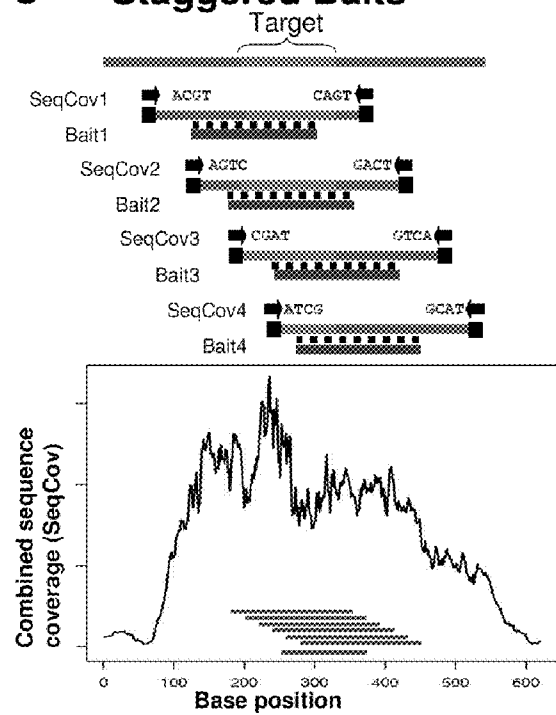 Staggered Baits
Target
SeqCov1 ACGT CAGT
Bait1
SeqCov2 AGTC GACT
Bait2
SeqCov3 CGAT GTCA
Bait3
SeqCov4 ATCG GCAT
Bait4
Combined sequence
coverage (SeqCov)
0 100 200 300 400 500 600
Base position